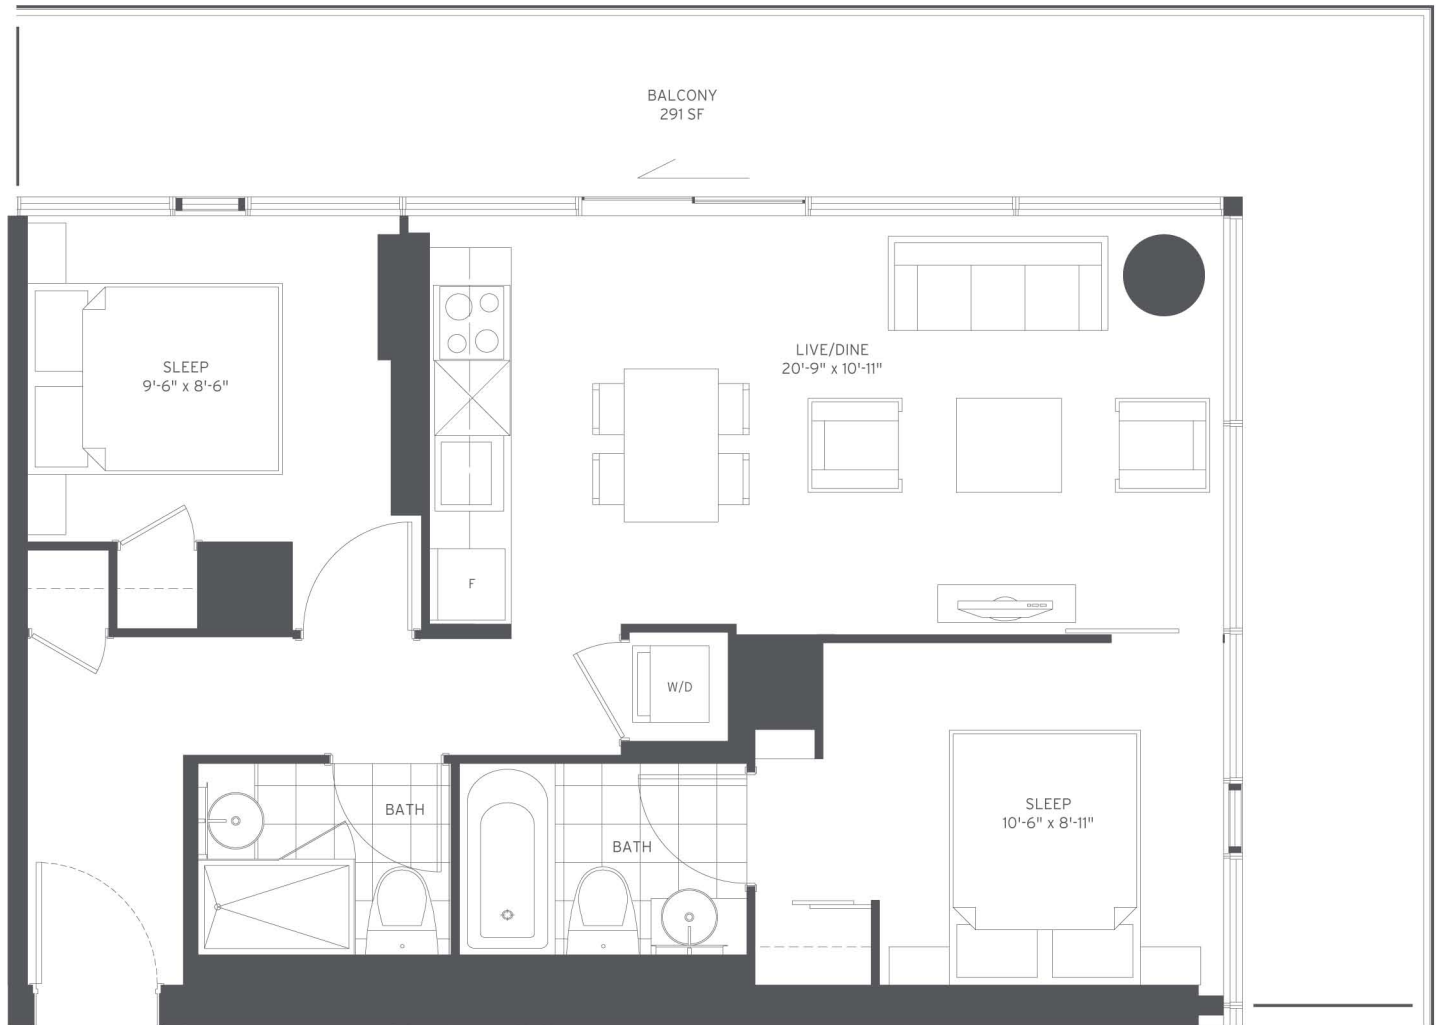 BALCONY
291 SF
LIVE/DINE
20'-9" x 10'-11"
SLEEP
9'-6" x 8'-6"
F
W/D
SLEEP
10'-6" x 8'-11"
BATH
BATH